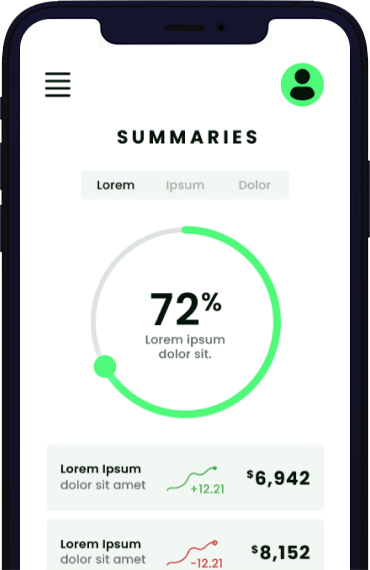 SUMMARIES
Lorem Ipsum Dolor
72%
Lorem ipsum
dolor sit.
Lorem Ipsum
dolor sit amet
+12.21
$6,942
Lorem Ipsum
dolor sit amet
-12.21
$8,152